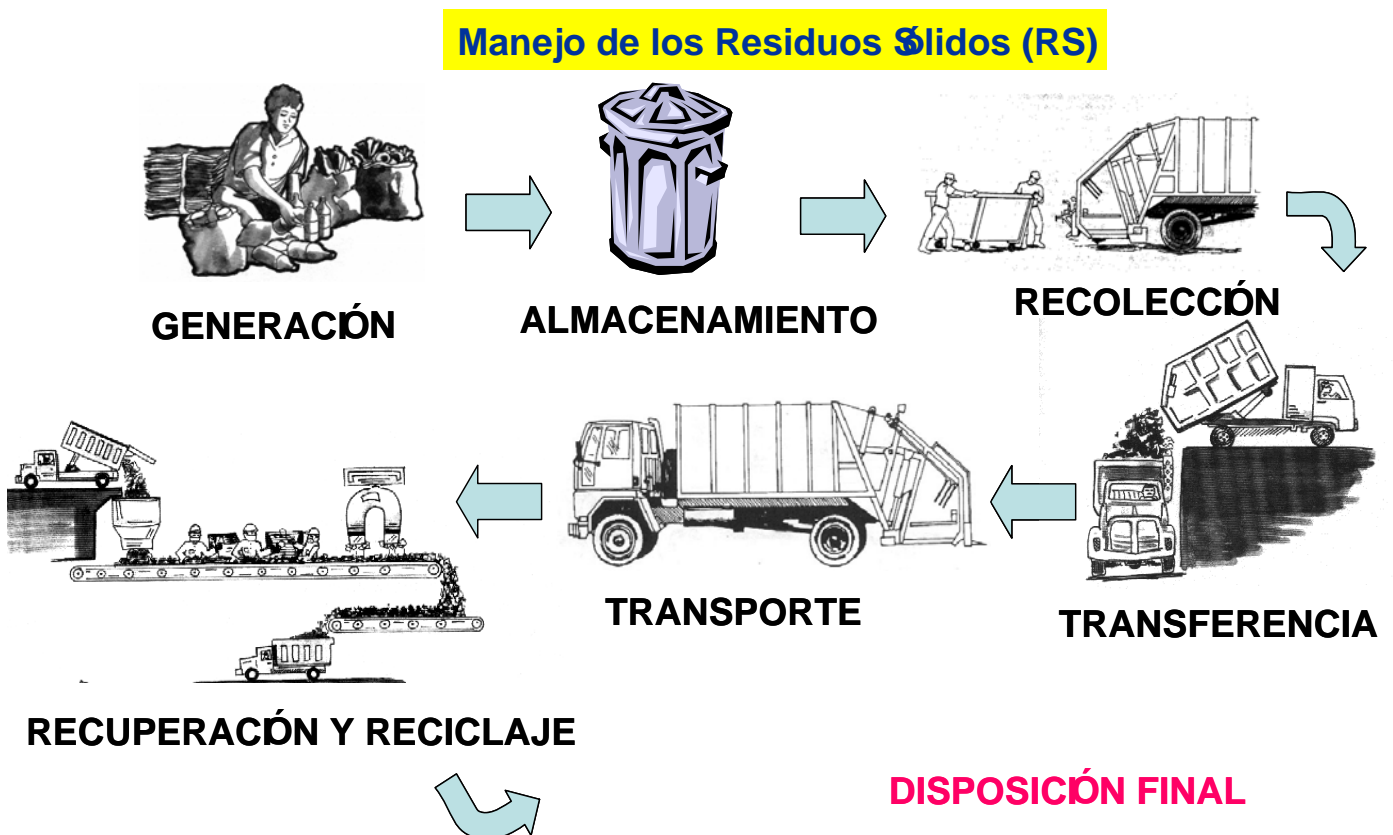 Manejo de los Residuos Sólidos (RS)
GENERACIÓN
ALMACENAMIENTO
RECOLECCIÓN
TRANSPORTE
TRANSFERENCIA
RECUPERACIÓN Y RECICLAJE
DISPOSICIÓN FINAL